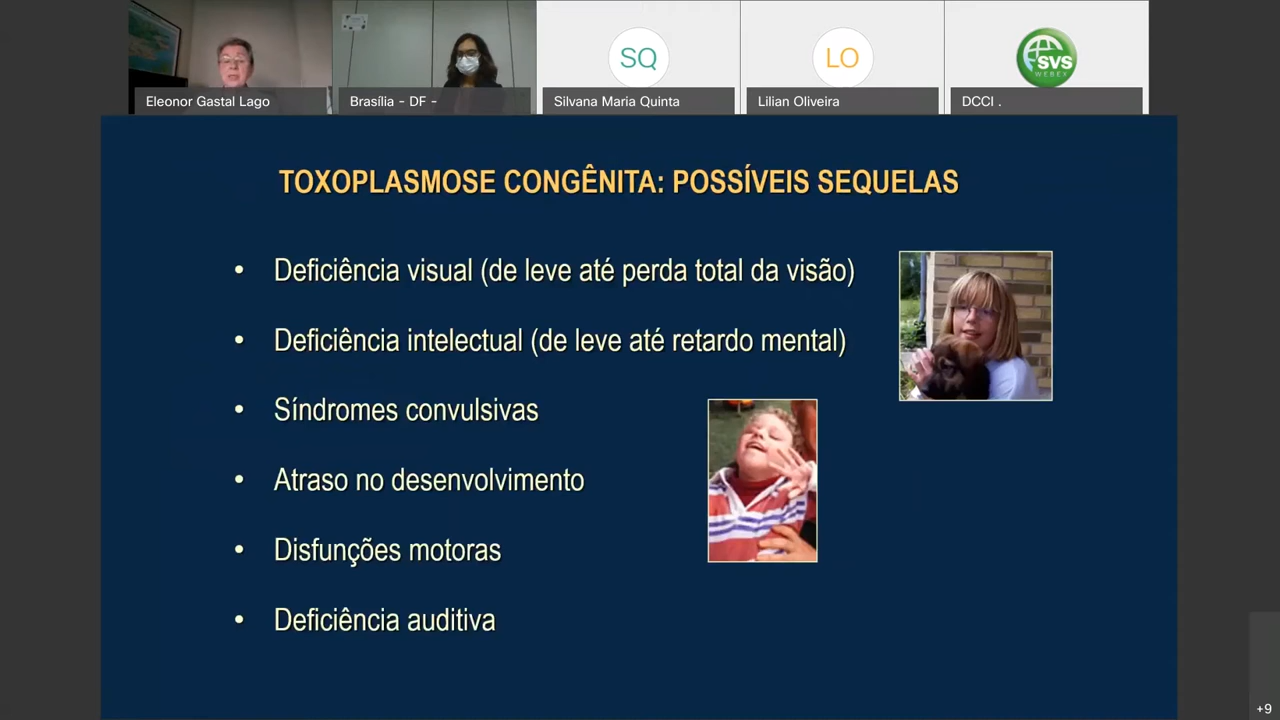 SQ
LO
SVS
WEBEX
Eleonor Gastal Lago
Brasília - DF -
Silvana Maria Quinta
Lilian Oliveira
DCCI .
TOXOPLASMOSE CONGÊNITA: POSSÍVEIS SEQUELAS
• Deficiência visual (de leve até perda total da visão)
• Deficiência intelectual (de leve até retardo mental)
• Síndromes convulsivas
• Atraso no desenvolvimento
• Disfunções motoras
• Deficiência auditiva
+9